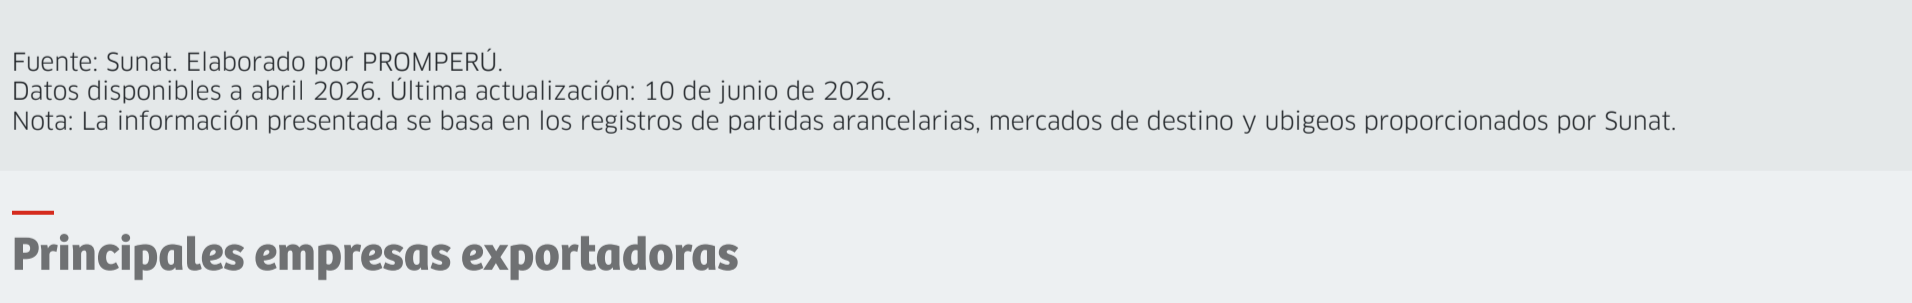 Fuente: Sunat. Elaborado por PROMPERÚ.
Datos disponibles a abril 2026. Última actualización: 10 de junio de 2026.
Nota: La información presentada se basa en los registros de partidas arancelarias, mercados de destino y ubigeos proporcionados por Sunat.
Principales empresas exportadoras